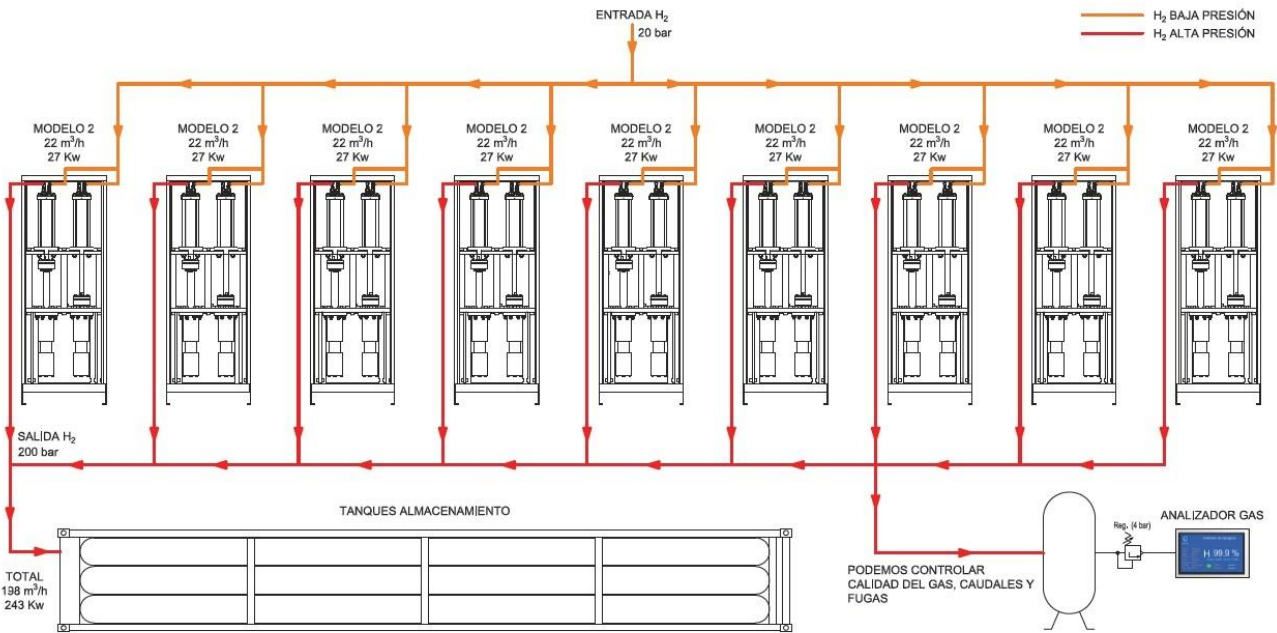 ENTRADA H₂
20 bar
H₂ BAJA PRESIÓN
H₂ ALTA PRESIÓN
MODELO 2
22 m³/h
27 Kw
MODELO 2
22 m³/h
27 Kw
MODELO 2
22 m³/h
27 Kw
MODELO 2
22 m³/h
27 Kw
MODELO 2
22 m³/h
27 Kw
MODELO 2
22 m³/h
27 Kw
MODELO 2
22 m³/h
27 Kw
MODELO 2
22 m³/h
27 Kw
MODELO 2
22 m³/h
27 Kw
SALIDA H₂
200 bar
TANQUES ALMACENAMIENTO
TOTAL
198 m³/h
243 Kw
PODEMOS CONTROLAR
CALIDAD DEL GAS, CAUDALES Y
FUGAS
Reg. (4 bar)
ANALIZADOR GAS
H 99.9 %